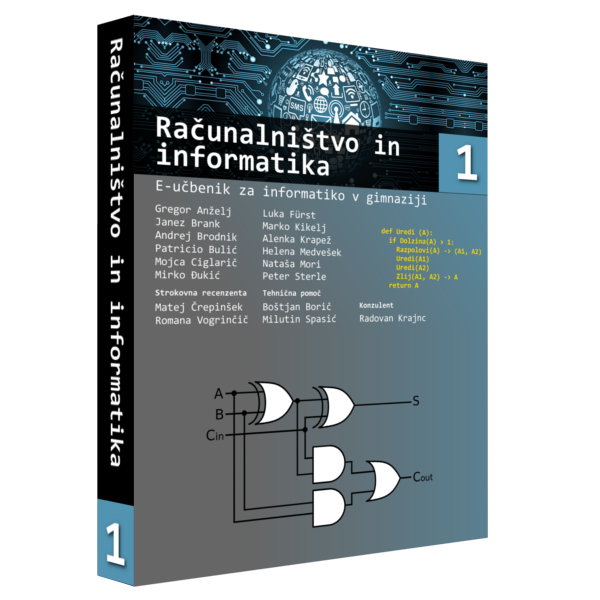 Računalništvo in informatika
1
SMS
Računalništvo in
informatika
1
E-učbenik za informatiko v gimnaziji
Gregor Anželj
Janez Brank
Andrej Brodnik
Patricio Bulić
Mojca Ciglarič
Mirko Đukić
Luka Fürst
Marko Kikelj
Alenka Krapež
Helena Medvešek
Nataša Mori
Peter Sterle
def Uredi (A):
if Dolzina(A) > 1:
Razpolovi(A) -> (A1, A2)
Uredi(A1)
Uredi(A2)
Zlij(A1, A2) -> A
return A
Strokovna recenzenta
Matej Črepinšek
Romana Vogrinčič
Tehnična pomoč
Boštjan Borič
Milutin Spasić
Konzulent
Radovan Krajnc
A
B
Cin
S
Cout